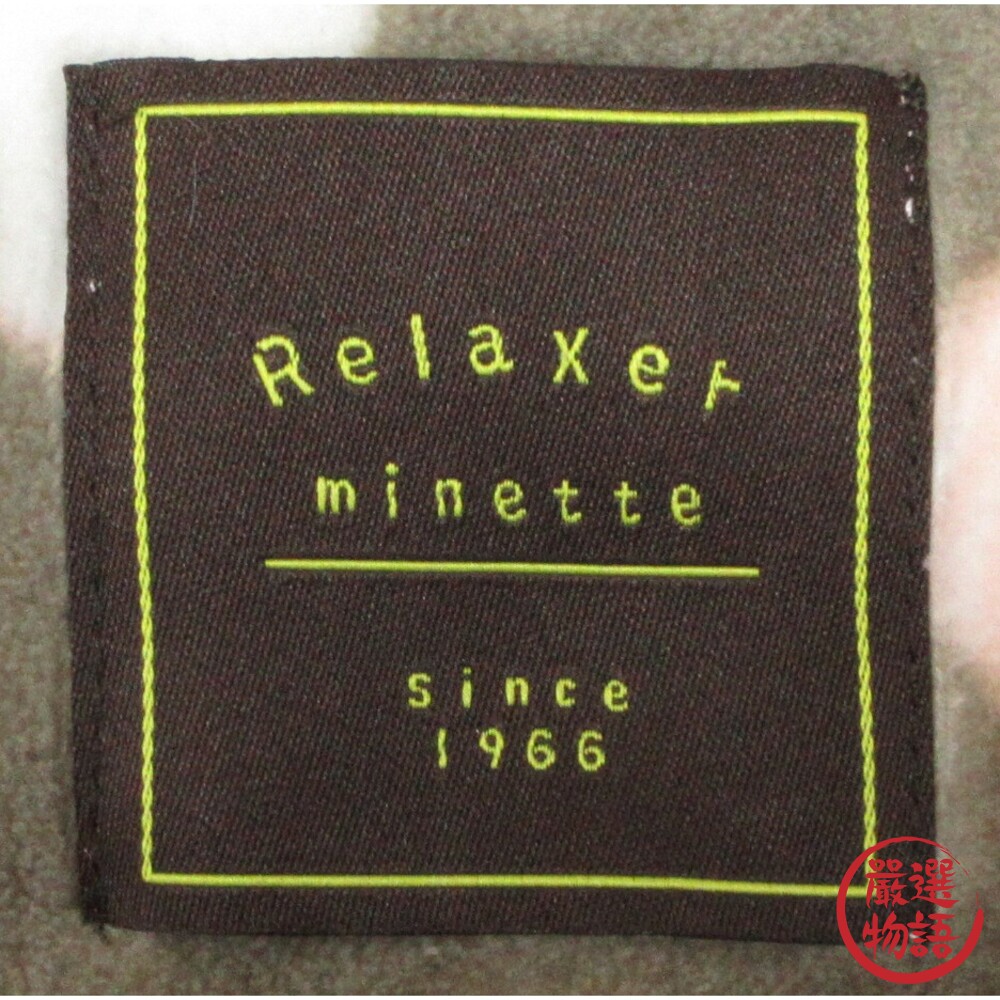 Relaxer
minette
since
1966
嚴選
物語